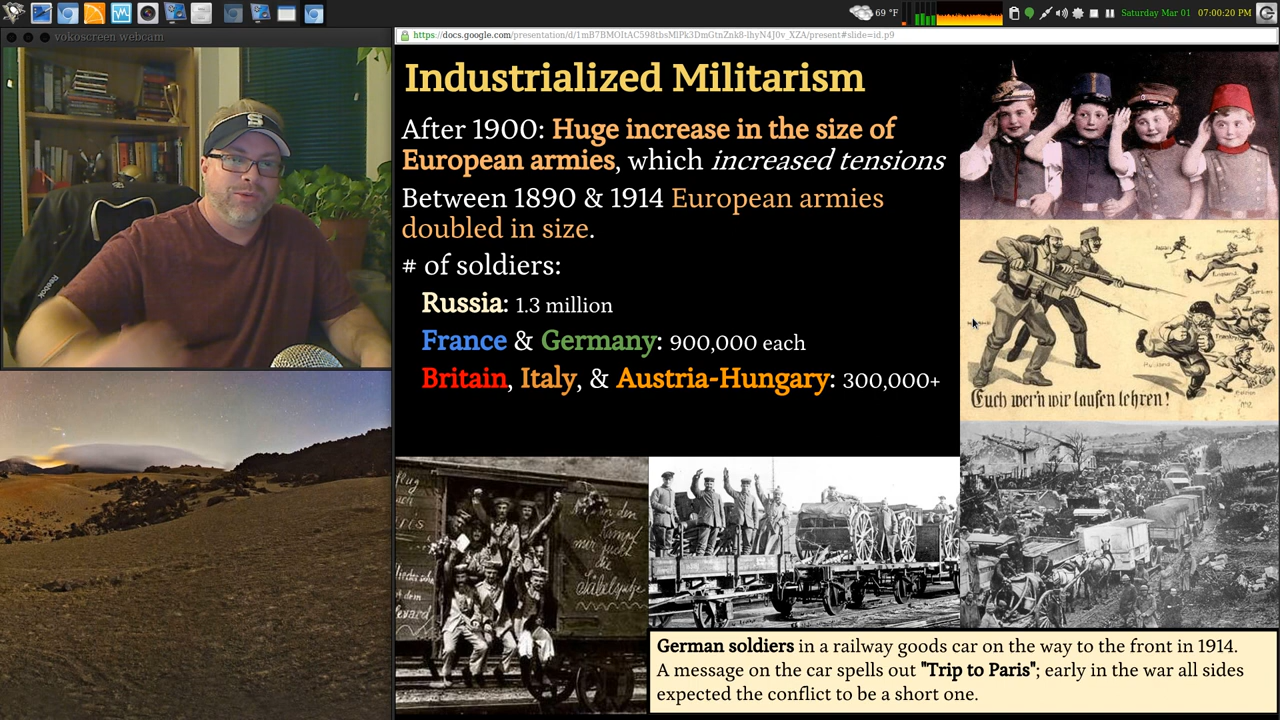 69 °F
Saturday Mar 01
07:00:20 PM
vokoscreen webcam
https://docs.google.com/presentation/d/1mB7BMOItAC598tbsMlPk3DmGtnZnk8-lhyN4J0v_XZA/present#slide=id.p9
S
Reebok
Industrialized Militarism
After 1900: Huge increase in the size of
European armies, which increased tensions
Between 1890 & 1914 European armies
doubled in size.
# of soldiers:
Russia: 1.3 million
France & Germany: 900,000 each
Britain, Italy, & Austria-Hungary: 300,000+
Euch wer'n wir laufen lehren!
German soldiers in a railway goods car on the way to the front in 1914.
A message on the car spells out "Trip to Paris"; early in the war all sides
expected the conflict to be a short one.